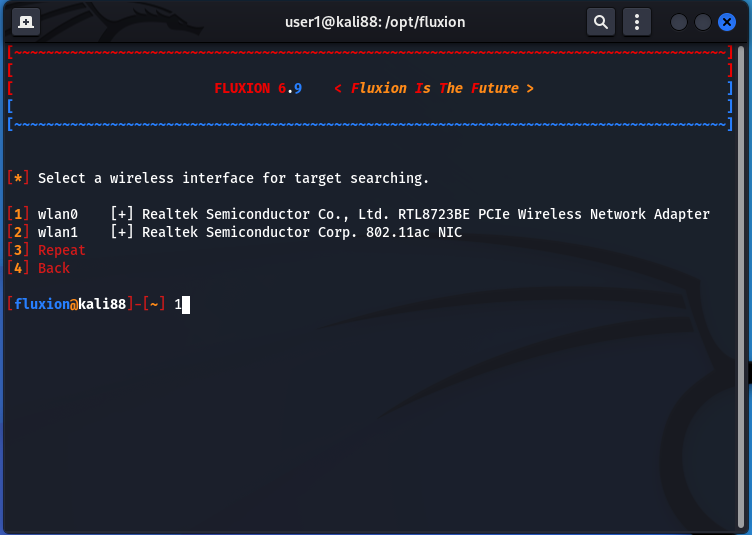 user1@kali88: /opt/fluxion
[~~~~~~~~~~~~~~~~~~~~~~~~~~~~~~~~~~~~~~~~~~~~~~~~~~~~~~~~~~~~~~~~~~~~~~~~~~~~~~~~~~~~~~~~~]
[ ]
[ FLUXION 6.9 < Fluxion Is The Future > ]
[ ]
[~~~~~~~~~~~~~~~~~~~~~~~~~~~~~~~~~~~~~~~~~~~~~~~~~~~~~~~~~~~~~~~~~~~~~~~~~~~~~~~~~~~~~~~~~]
[*] Select a wireless interface for target searching.
[1] wlan0 [+] Realtek Semiconductor Co., Ltd. RTL8723BE PCIe Wireless Network Adapter
[2] wlan1 [+] Realtek Semiconductor Corp. 802.11ac NIC
[3] Repeat
[4] Back
[fluxion@kali88]-[~] 1